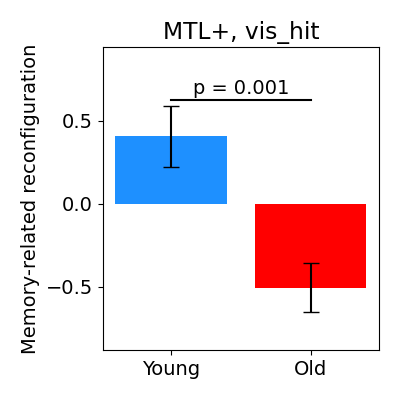 MTL+, vis_hit
p = 0.001
Memory-related reconfiguration
0.5
0.0
−0.5
Young
Old